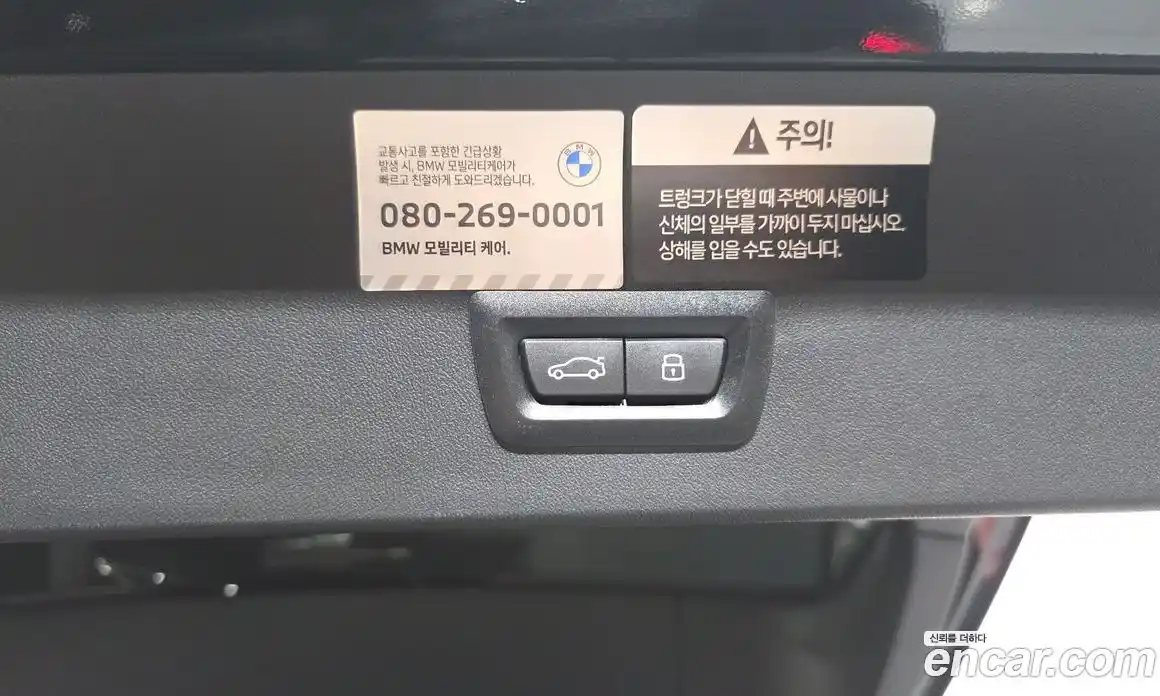 교통사고를 포함한 긴급상황
발생 시, BMW 모빌리티케어가
빠르고 친절하게 도와드리겠습니다.
080-269-0001
BMW 모빌리티 케어.
BMW
주의!
트렁크가 닫힐 때 주변에 사물이나
신체의 일부를 가까이 두지 마십시오.
상해를 입을 수도 있습니다.
신뢰를 더하다
encar.com